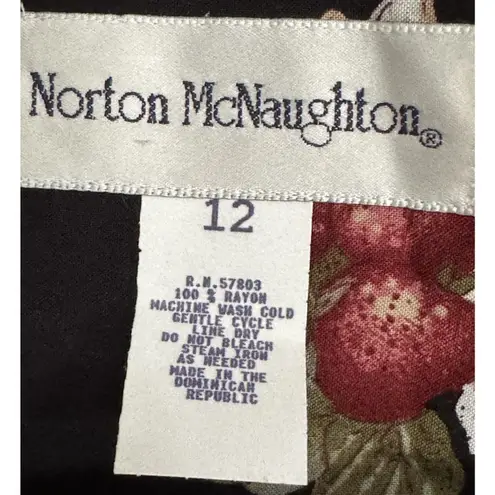 Norton McNaughton®
12
R.N.57803
100 % RAYON
MACHINE WASH COLD
GENTLE CYCLE
LINE DRY
DO NOT BLEACH
STEAM IRON
AS NEEDED
MADE IN THE
DOMINICAN
REPUBLIC